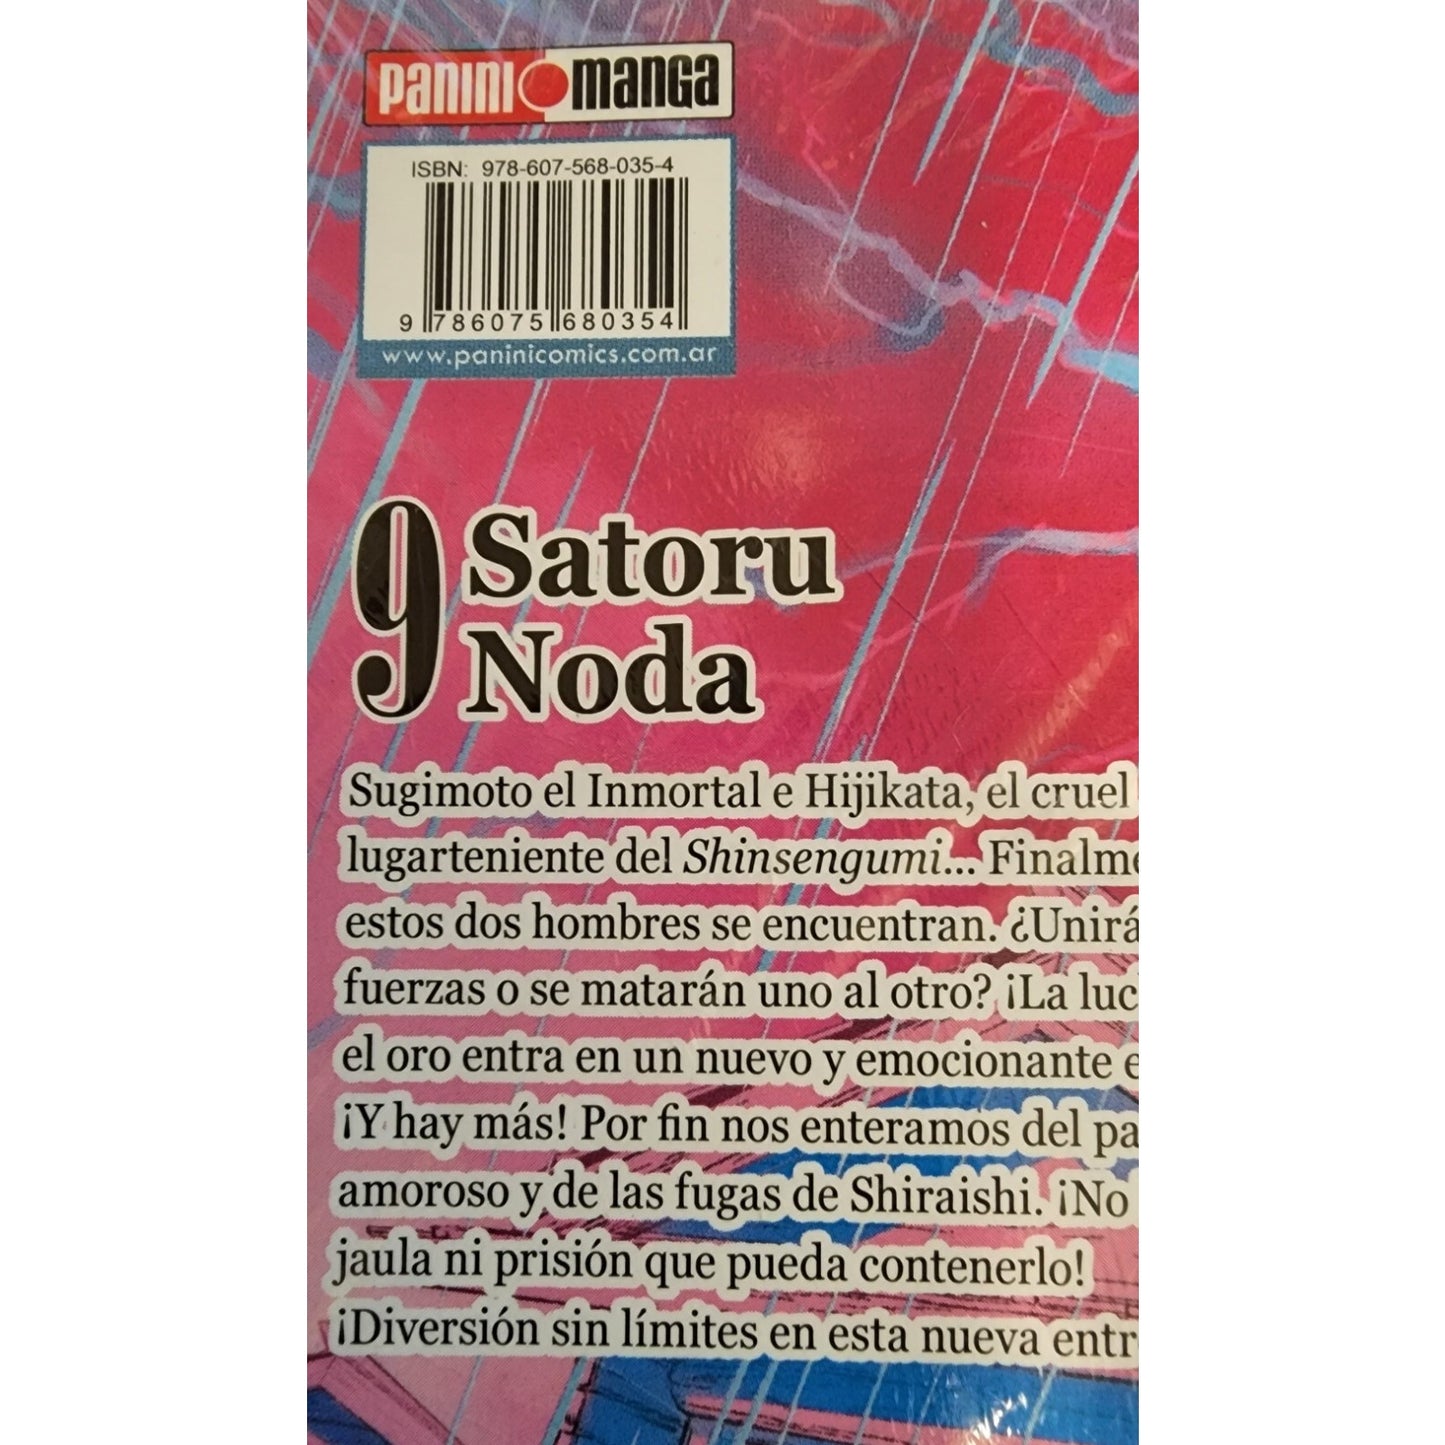 PANINI manga
ISBN: 978-607-568-035-4
9 786075 680354
www.paninicomics.com.ar
9 Satoru
Noda
Sugimoto el Inmortal e Hijikata, el cruel
lugarteniente del Shinsengumi... Finalme
estos dos hombres se encuentran. ¿Unirá
fuerzas o se matarán uno al otro? ¡La luc
el oro entra en un nuevo y emocionante e
¡Y hay más! Por fin nos enteramos del pa
amoroso y de las fugas de Shiraishi. ¡No
jaula ni prisión que pueda contenerlo!
¡Diversión sin límites en esta nueva entr